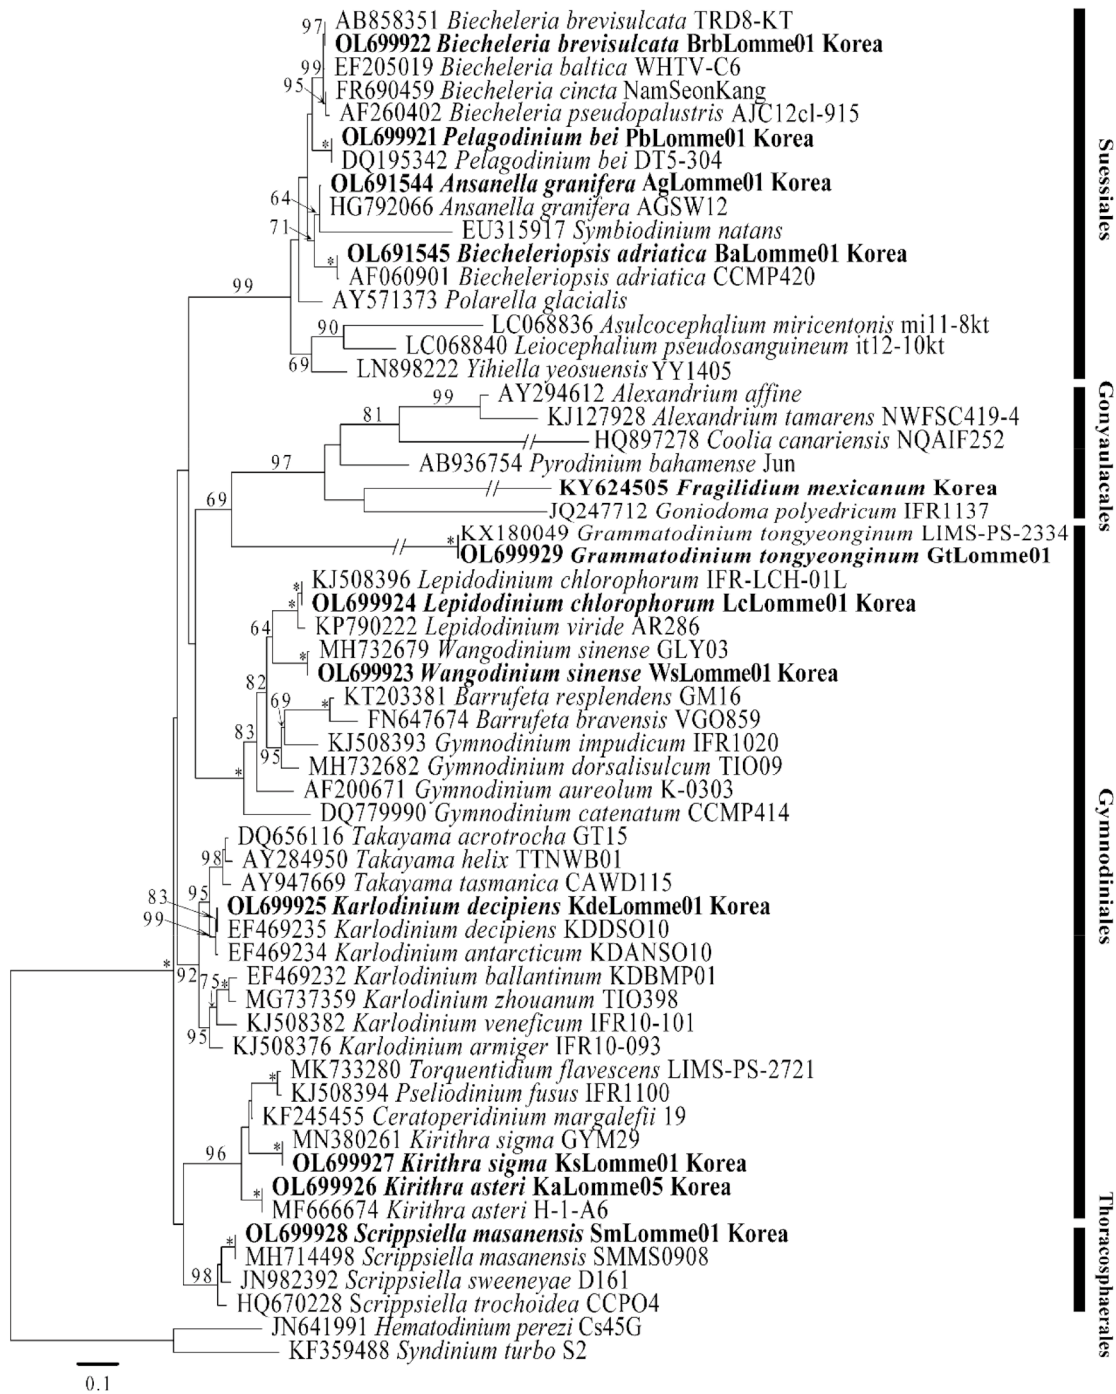 97 AB858351 Biecheleria brevisulcata TRD8-KT
OL699922 Biecheleria brevisulcata BrbLomme01 Korea
99 EF205019 Biecheleria baltica WHTV-C6
95 FR690459 Biecheleria cincta NamSeonKang
AF260402 Biecheleria pseudopalustris AJC12cl-915
OL699921 Pelagodinium bei PbLomme01 Korea
* DQ195342 Pelagodinium bei DT5-304
OL691544 Ansanella granifera AgLomme01 Korea
64 HG792066 Ansanella granifera AGSW12
71 EU315917 Symbiodinium natans
OL691545 Biecheleriopsis adriatica BaLomme01 Korea
* AF060901 Biecheleriopsis adriatica CCMP420
99 AY571373 Polarella glacialis
90 LC068836 Asulcocephalium miricentonis mi11-8kt
LC068840 Leiocephalium pseudosanguineum it12-10kt
69 LN898222 Yihiella yeosuensis YY1405
99 AY294612 Alexandrium affine
81 KJ127928 Alexandrium tamarens NWFSC419-4
HQ897278 Coolia canariensis NQAIF252
97 AB936754 Pyrodinium bahamense Jun
KY624505 Fragilidium mexicanum Korea
69 JQ247712 Goniodoma polyedricum IFR1137
* KX180049 Grammatodinium tongyeonginum LIMS-PS-2334
OL699929 Grammatodinium tongyeonginum GtLomme01
* KJ508396 Lepidodinium chlorophorum IFR-LCH-01L
* OL699924 Lepidodinium chlorophorum LcLomme01 Korea
64 KP790222 Lepidodinium viride AR286
* MH732679 Wangodinium sinense GLY03
OL699923 Wangodinium sinense WsLomme01 Korea
82 69 * KT203381 Barrufeta resplendens GM16
FN647674 Barrufeta bravensis VGO859
83 KJ508393 Gymnodinium impudicum IFR1020
95 MH732682 Gymnodinium dorsalisulcum TIO09
* AF200671 Gymnodinium aureolum K-0303
DQ779990 Gymnodinium catenatum CCMP414
DQ656116 Takayama acrotrocha GT15
98 AY284950 Takayama helix TTNWB01
95 AY947669 Takayama tasmanica CAWD115
83 OL699925 Karlodinium decipiens KdeLomme01 Korea
99 EF469235 Karlodinium decipiens KDDSO10
EF469234 Karlodinium antarcticum KDANSO10
* 92 75 * EF469232 Karlodinium ballantinum KDBMP01
MG737359 Karlodinium zhouanum TIO398
KJ508382 Karlodinium veneficum IFR10-101
95 KJ508376 Karlodinium armiger IFR10-093
* MK733280 Torquentidium flavescens LIMS-PS-2721
KJ508394 Pseliodinium fusus IFR1100
KF245455 Ceratoperidinium margalefii 19
* MN380261 Kirithra sigma GYM29
96 OL699927 Kirithra sigma KsLomme01 Korea
* OL699926 Kirithra asteri KaLomme05 Korea
MF666674 Kirithra asteri H-1-A6
* OL699928 Scrippsiella masanensis SmLomme01 Korea
MH714498 Scrippsiella masanensis SMMS0908
98 JN982392 Scrippsiella sweeneyae D161
HQ670228 Scrippsiella trochoidea CCPO4
JN641991 Hematodinium perezi Cs45G
KF359488 Syndinium turbo S2
0.1
Suessiales
Gonyaulacales
Gymnodiniales
Thoracosphaerales